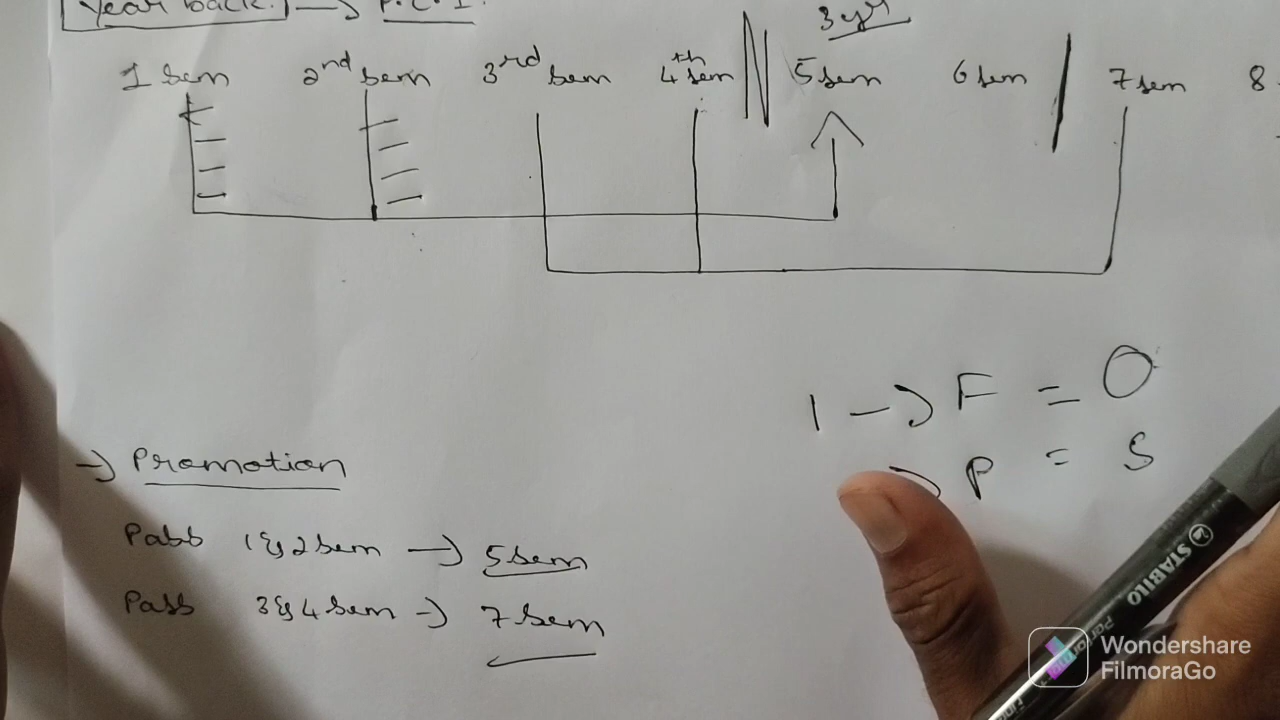 Year back. → P.C.I.
3 yr
1 Sem 2nd Sem 3rd Sem 4th Sem 5 Sem 6 Sem 7 Sem 8
1 → F = 0
→ P = S
→ Promotion
Pass 1 & 2 Sem → 5 Sem
Pass 3 & 4 Sem → 7 Sem
STABILO
Wondershare
FilmoraGo